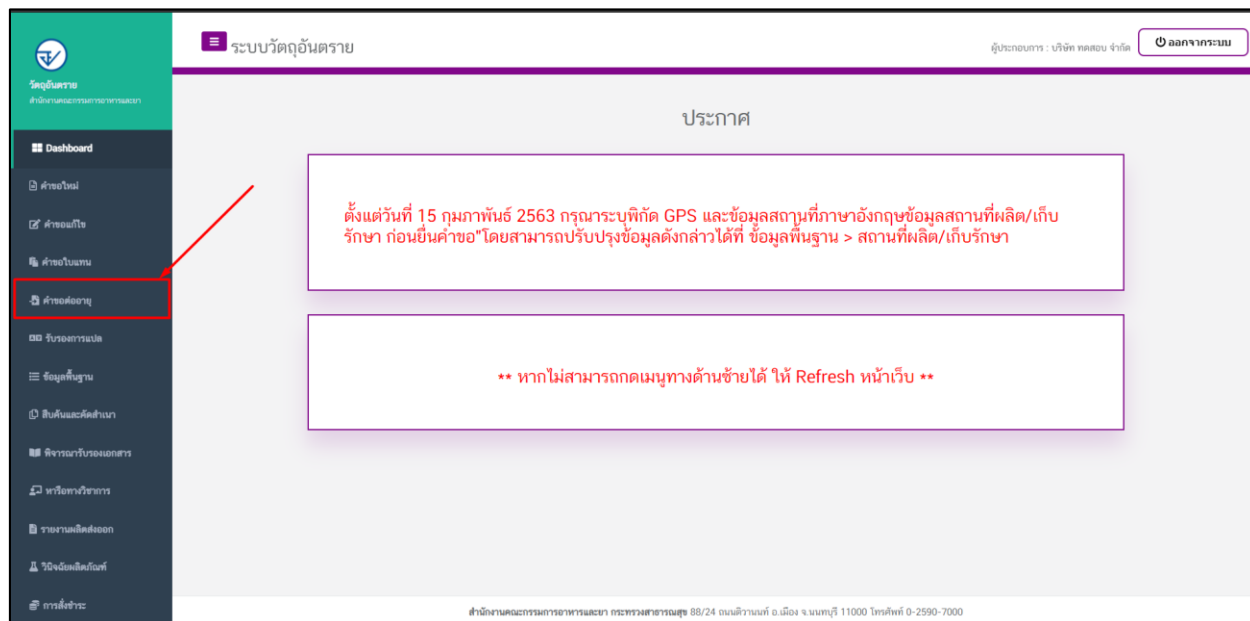 ระบบวัตถุอันตราย
ผู้ประกอบการ : บริษัท ทดสอบ จำกัด
ออกจากระบบ
วัตถุอันตราย
สำนักงานคณะกรรมการอาหารและยา
Dashboard
คำขอใหม่
คำขอแก้ไข
คำขอใบแทน
คำขอต่ออายุ
รับรองการแปล
ข้อมูลพื้นฐาน
สืบค้นและคัดสำเนา
พิจารณารับรองเอกสาร
หารือทางวิชาการ
รายงานผลิตส่งออก
วินิจฉัยผลิตภัณฑ์
การสั่งชำระ
ประกาศ
ตั้งแต่วันที่ 15 กุมภาพันธ์ 2563 กรุณาระบุพิกัด GPS และข้อมูลสถานที่ภาษาอังกฤษข้อมูลสถานที่ผลิต/เก็บ
รักษา ก่อนยื่นคำขอ"โดยสามารถปรับปรุงข้อมูลดังกล่าวได้ที่ ข้อมูลพื้นฐาน > สถานที่ผลิต/เก็บรักษา
** หากไม่สามารถกดเมนูทางด้านซ้ายได้ ให้ Refresh หน้าเว็บ **
สำนักงานคณะกรรมการอาหารและยา กระทรวงสาธารณสุข 88/24 ถนนติวานนท์ อ.เมือง จ.นนทบุรี 11000 โทรศัพท์ 0-2590-7000